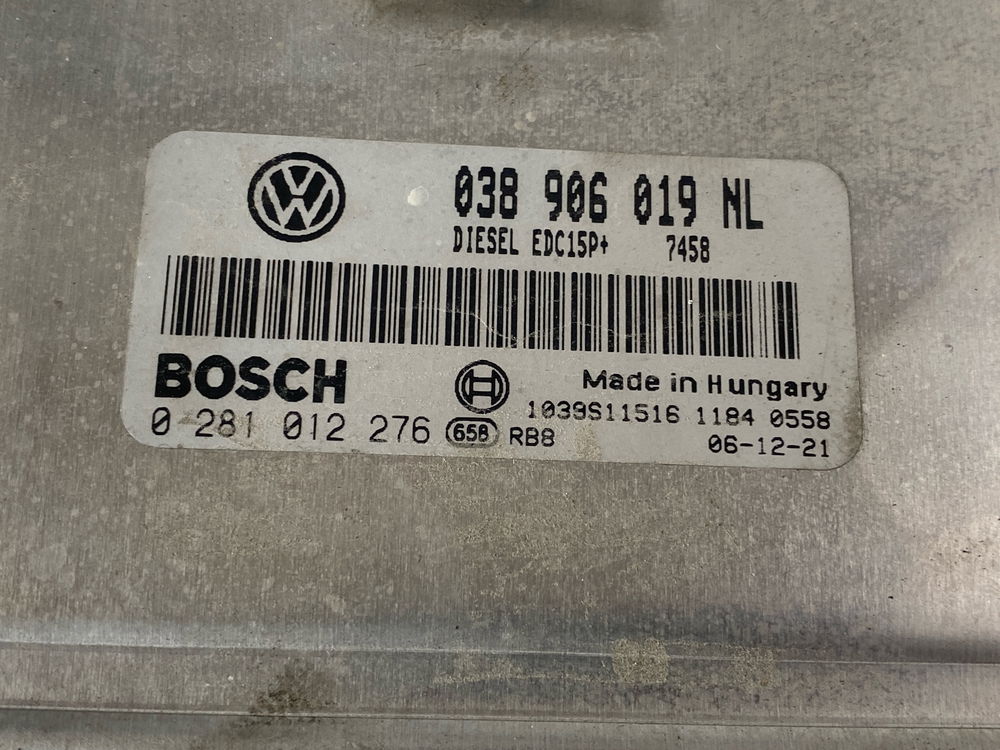 038 906 019 NL
DIESEL EDC15P+ 7458
BOSCH
Made in Hungary
0 281 012 276 658 RB8
1039S11516 1184 0558
06-12-21